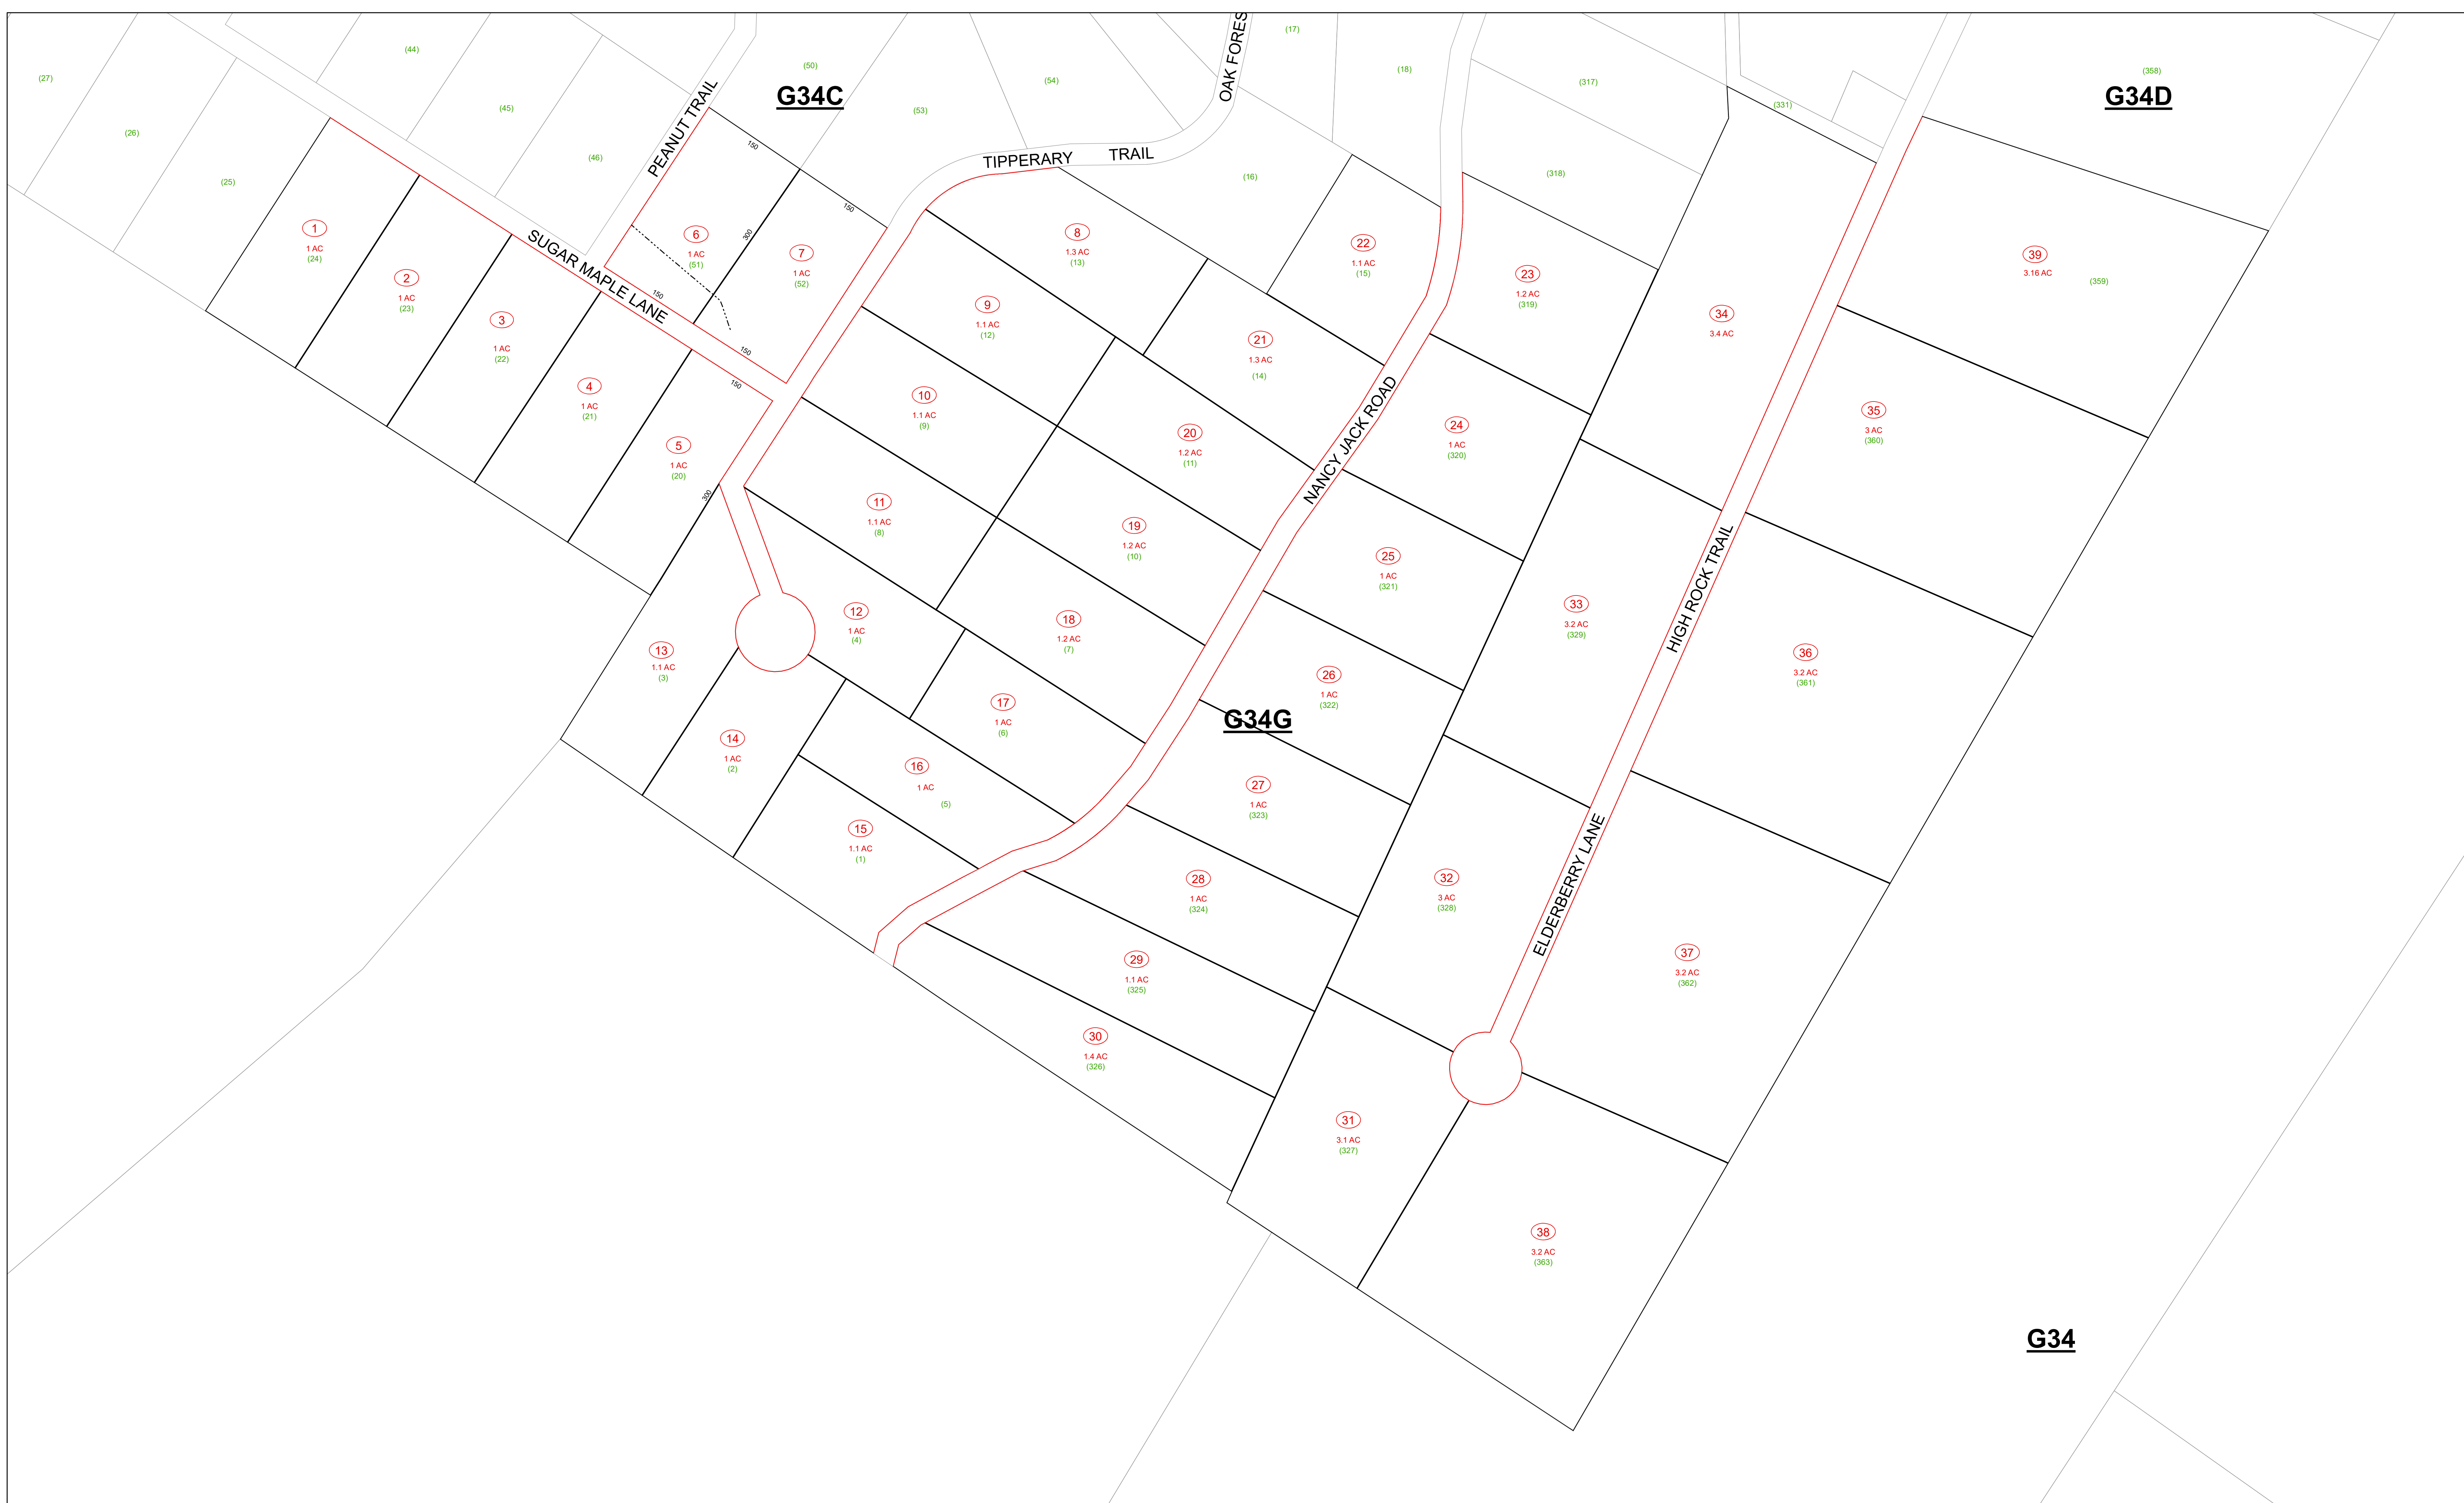 (27)
(26)
(25)
(44)
(45)
(46)
(50)
G34C
(53)
(54)
(17)
(18)
(16)
(317)
(318)
(331)
(358)
G34D
PEANUT TRAIL
OAK FORES
TIPPERARY TRAIL
SUGAR MAPLE LANE
NANCY JACK ROAD
HIGH ROCK TRAIL
ELDERBERRY LANE
150
150
300
150
150
150
300
1
1 AC
(24)
2
1 AC
(23)
3
1 AC
(22)
4
1 AC
(21)
5
1 AC
(20)
6
1 AC
(51)
7
1 AC
(52)
8
1.3 AC
(13)
9
1.1 AC
(12)
10
1.1 AC
(9)
11
1.1 AC
(8)
12
1 AC
(4)
13
1.1 AC
(3)
14
1 AC
(2)
15
1.1 AC
(1)
16
1 AC
(5)
17
1 AC
(6)
18
1.2 AC
(7)
19
1.2 AC
(10)
20
1.2 AC
(11)
21
1.3 AC
(14)
22
1.1 AC
(15)
23
1.2 AC
(319)
24
1 AC
(320)
25
1 AC
(321)
26
1 AC
(322)
G34G
27
1 AC
(323)
28
1 AC
(324)
29
1.1 AC
(325)
30
1.4 AC
(326)
31
3.1 AC
(327)
32
3 AC
(328)
33
3.2 AC
(329)
34
3.4 AC
35
3 AC
(360)
36
3.2 AC
(361)
37
3.2 AC
(362)
38
3.2 AC
(363)
39
3.16 AC
(359)
G34